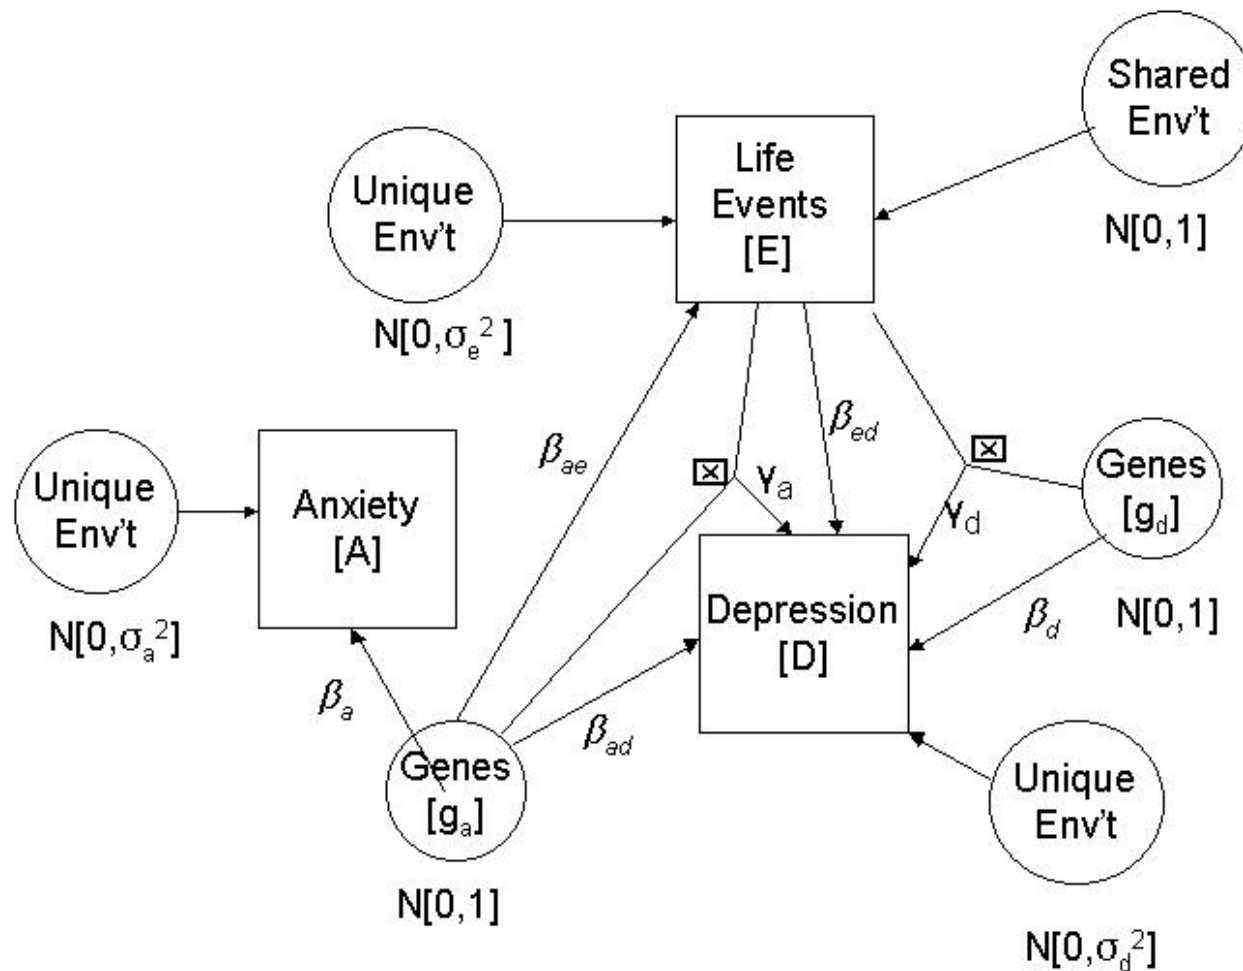 Shared
Env't
N[0,1]
Life
Events
[E]
Unique
Env't
N[0,σₑ²]
Unique
Env't
N[0,σₐ²]
Anxiety
[A]
βₐₑ
βₑd
γₐ
γd
Genes
[gd]
N[0,1]
βd
Depression
[D]
βₐ
Genes
[gₐ]
N[0,1]
βₐd
Unique
Env't
N[0,σd²]